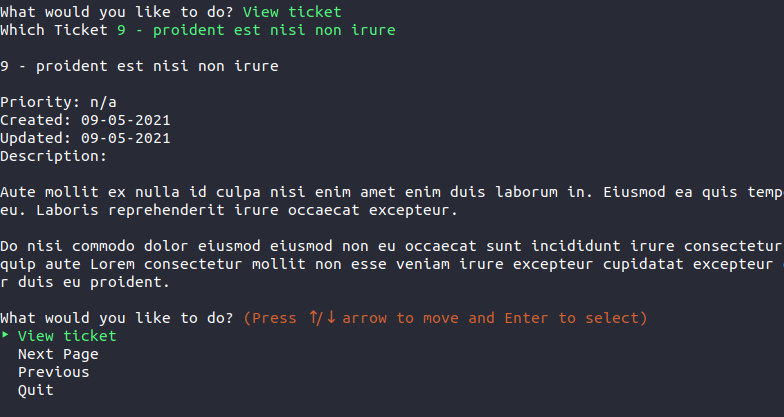 What would you like to do? View ticket
Which Ticket 9 - proident est nisi non irure
9 - proident est nisi non irure
Priority: n/a
Created: 09-05-2021
Updated: 09-05-2021
Description:
Aute mollit ex nulla id culpa nisi enim amet enim duis laborum in. Eiusmod ea quis temp
eu. Laboris reprehenderit irure occaecat excepteur.
Do nisi commodo dolor eiusmod eiusmod non eu occaecat sunt incididunt irure consectetur
quip aute Lorem consectetur mollit non esse veniam irure excepteur cupidatat excepteur
r duis eu proident.
What would you like to do? (Press ↑/↓ arrow to move and Enter to select)
‣ View ticket
Next Page
Previous
Quit